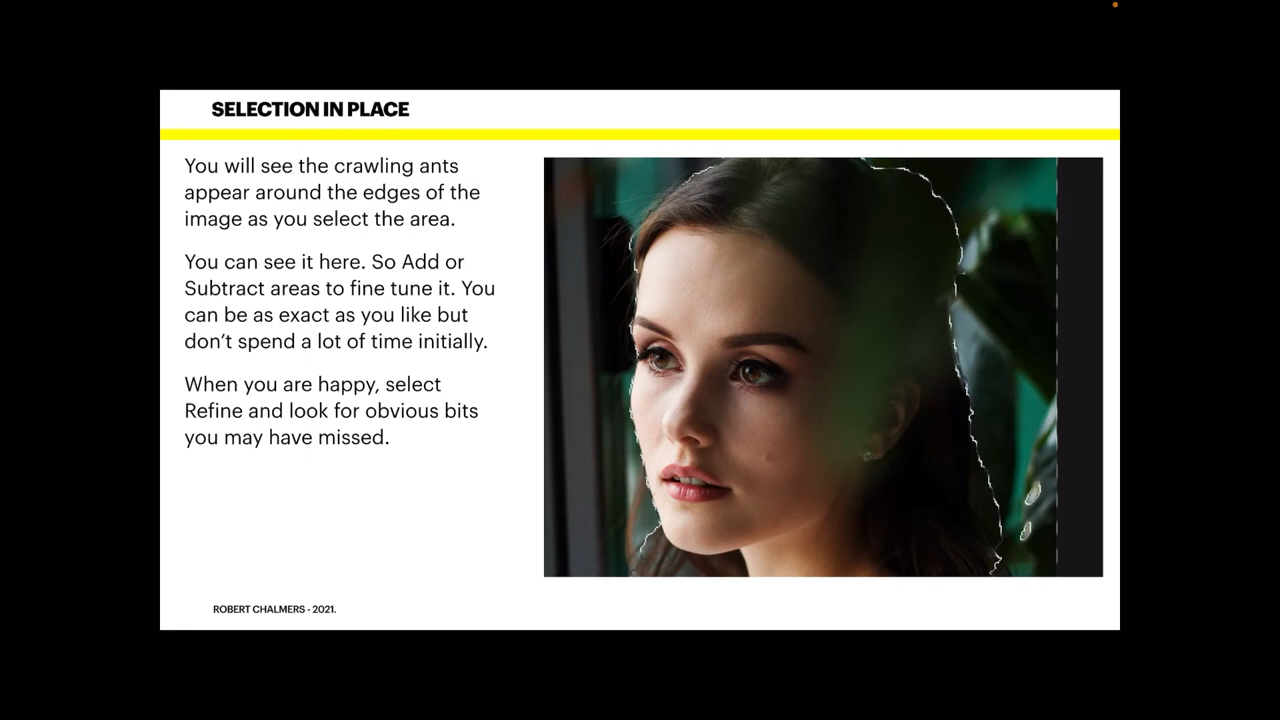 SELECTION IN PLACE
You will see the crawling ants
appear around the edges of the
image as you select the area.
You can see it here. So Add or
Subtract areas to fine tune it. You
can be as exact as you like but
don’t spend a lot of time initially.
When you are happy, select
Refine and look for obvious bits
you may have missed.
ROBERT CHALMERS - 2021.